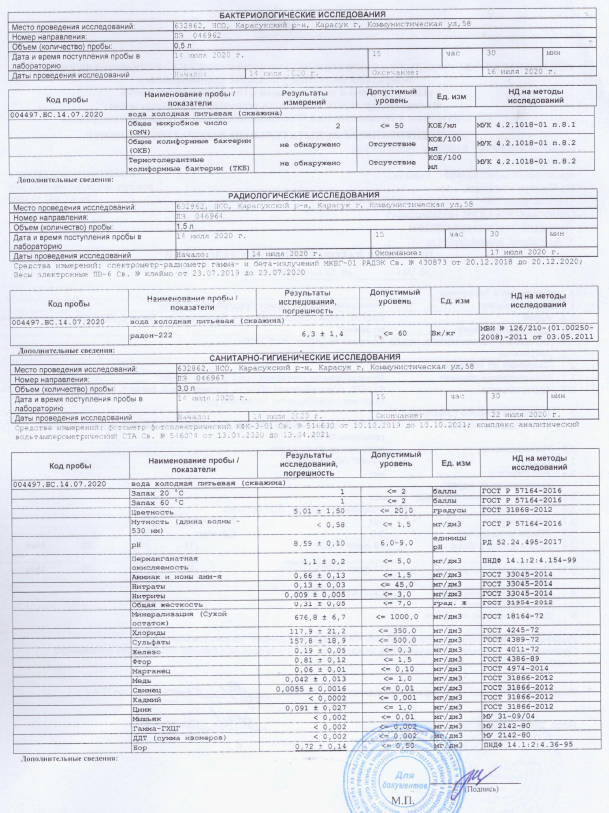 БАКТЕРИОЛОГИЧЕСКИЕ ИССЛЕДОВАНИЯ
Место проведения исследований: 632862, НСО, Карасукский р-н, Карасук г, Коммунистическая ул,58
Номер направления: ПЭ 046962
Объем (количество) пробы: 0,5 л
Дата и время поступления пробы в лабораторию 14 июля 2020 г. 15 час 30 мин
Даты проведения исследований Начало: 14 июля 2020 г. Окончание: 16 июля 2020 г.
Код пробы Наименование пробы / показатели Результаты измерений Допустимый уровень Ед. изм НД на методы исследований
004497.ВС.14.07.2020 вода холодная питьевая (скважина)
Общее микробное число (ОМЧ) 2 <= 50 КОЕ/мл МУК 4.2.1018-01 п.8.1
Общие колиформные бактерии (ОКБ) не обнаружено Отсутствие КОЕ/100 мл МУК 4.2.1018-01 п.8.2
Термотолерантные колиформные бактерии (ТКБ) не обнаружено Отсутствие КОЕ/100 мл МУК 4.2.1018-01 п.8.2
Дополнительные сведения:
РАДИОЛОГИЧЕСКИЕ ИССЛЕДОВАНИЯ
Место проведения исследований: 632862, НСО, Карасукский р-н, Карасук г, Коммунистическая ул,58
Номер направления: ПЭ 046964
Объем (количество) пробы: 1,5 л
Дата и время поступления пробы в лабораторию 14 июля 2020 г. 15 час 30 мин
Даты проведения исследований Начало: 14 июля 2020 г. Окончание: 17 июля 2020 г.
Средства измерений: спектрометр-радиометр гамма- и бета-излучений МКБГ-01 РАДЭК Св. № 430873 от 20.12.2018 до 20.12.2020;
Весы электронные ПВ-6 Св. № клеймо от 23.07.2019 до 23.07.2020
Код пробы Наименование пробы / показатели Результаты исследований, погрешность Допустимый уровень Ед. изм НД на методы исследований
004497.ВС.14.07.2020 вода холодная питьевая (скважина)
радон-222 6,3 ± 1,4 <= 60 Бк/кг МВИ № 126/210-(01.00250-2008)-2011 от 03.05.2011
Дополнительные сведения:
САНИТАРНО-ГИГИЕНИЧЕСКИЕ ИССЛЕДОВАНИЯ
Место проведения исследований: 632862, НСО, Карасукский р-н, Карасук г, Коммунистическая ул,58
Номер направления: ПЭ 046967
Объем (количество) пробы: 3,0 л
Дата и время поступления пробы в лабораторию 14 июля 2020 г. 15 час 30 мин
Даты проведения исследований Начало: 14 июля 2020 г. Окончание: 22 июля 2020 г.
Средства измерений: фотометр фотоэлектрический КФК-3-01 Св. № 514630 от 10.10.2019 до 10.10.2021; комплекс аналитический
вольтамперометрический СТА Св. № 546074 от 13.04.2020 до 13.04.2021
Код пробы Наименование пробы / показатели Результаты исследований, погрешность Допустимый уровень Ед. изм НД на методы исследований
004497.ВС.14.07.2020 вода холодная питьевая (скважина)
Запах 20 °C 1 <= 2 баллы ГОСТ Р 57164-2016
Запах 60 °C 1 <= 2 баллы ГОСТ Р 57164-2016
Цветность 5.01 ± 1,50 <= 20,0 градусы ГОСТ 31868-2012
Мутность (длина волны - 530 нм) < 0,58 <= 1,5 мг/дм3 ГОСТ Р 57164-2016
рН 8,59 ± 0,10 6,0-9,0 единицы рН РД 52.24.495-2017
Перманганатная окисляемость 1,1 ± 0,2 <= 5,0 мг/дм3 ПНДФ 14.1:2:4.154-99
Аммиак и ионы амм-я 0,66 ± 0,13 <= 1,5 мг/дм3 ГОСТ 33045-2014
Нитраты 0,13 ± 0,03 <= 45,0 мг/дм3 ГОСТ 33045-2014
Нитриты 0,009 ± 0,005 <= 3,0 мг/дм3 ГОСТ 33045-2014
Общая жесткость 0,31 ± 0,05 <= 7,0 град. Ж ГОСТ 31954-2012
Минерализация (Сухой остаток) 676,8 ± 6,7 <= 1000,0 мг/дм3 ГОСТ 18164-72
Хлориды 117,9 ± 21,2 <= 350,0 мг/дм3 ГОСТ 4245-72
Сульфаты 157,8 ± 18,9 <= 500,0 мг/дм3 ГОСТ 4389-72
Железо 0,19 ± 0,05 <= 0,3 мг/дм3 ГОСТ 4011-72
Фтор 0,81 ± 0,12 <= 1,5 мг/дм3 ГОСТ 4386-89
Марганец 0,06 ± 0,01 <= 0,10 мг/дм3 ГОСТ 4974-2014
Медь 0,042 ± 0,013 <= 1,0 мг/дм3 ГОСТ 31866-2012
Свинец 0,0055 ± 0,0016 <= 0,01 мг/дм3 ГОСТ 31866-2012
Кадмий < 0,0002 <= 0,001 мг/дм3 ГОСТ 31866-2012
Цинк 0,091 ± 0,027 <= 1,0 мг/дм3 ГОСТ 31866-2012
Мышьяк < 0,002 <= 0,01 мг/дм3 МУ 31-09/04
Гамма-ГХЦГ < 0,002 <= 0,002 мг/дм3 МУ 2142-80
ДДТ (сумма изомеров) < 0,002 <= 0,002 мг/дм3 МУ 2142-80
Бор 0,72 ± 0,14 <= 0,50 мг/дм3 ПНДФ 14.1:2:4.36-95
Дополнительные сведения:
Для
документов
М.П.
(Подпись)